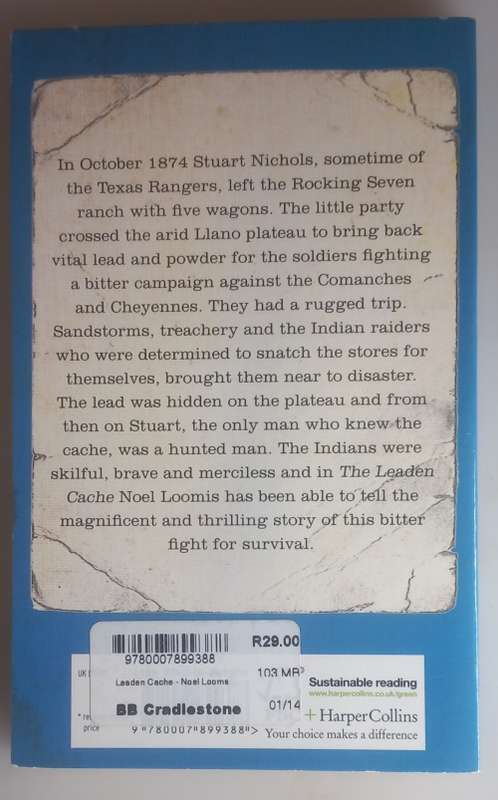 In October 1874 Stuart Nichols, sometime of
the Texas Rangers, left the Rocking Seven
ranch with five wagons. The little party
crossed the arid Llano plateau to bring back
vital lead and powder for the soldiers fighting
a bitter campaign against the Comanches
and Cheyennes. They had a rugged trip.
Sandstorms, treachery and the Indian raiders
who were determined to snatch the stores for
themselves, brought them near to disaster.
The lead was hidden on the plateau and from
then on Stuart, the only man who knew the
cache, was a hunted man. The Indians were
skilful, brave and merciless and in The Leaden
Cache Noel Loomis has been able to tell the
magnificent and thrilling story of this bitter
fight for survival.
R29.00
9780007899388
UK
Leaden Cache - Noel Looms
103 MR
BB Cradlestone
01/14
price
9 780007 899388 >
Sustainable reading
www.harpercollins.co.uk/green
+ HarperCollins
Your choice makes a difference